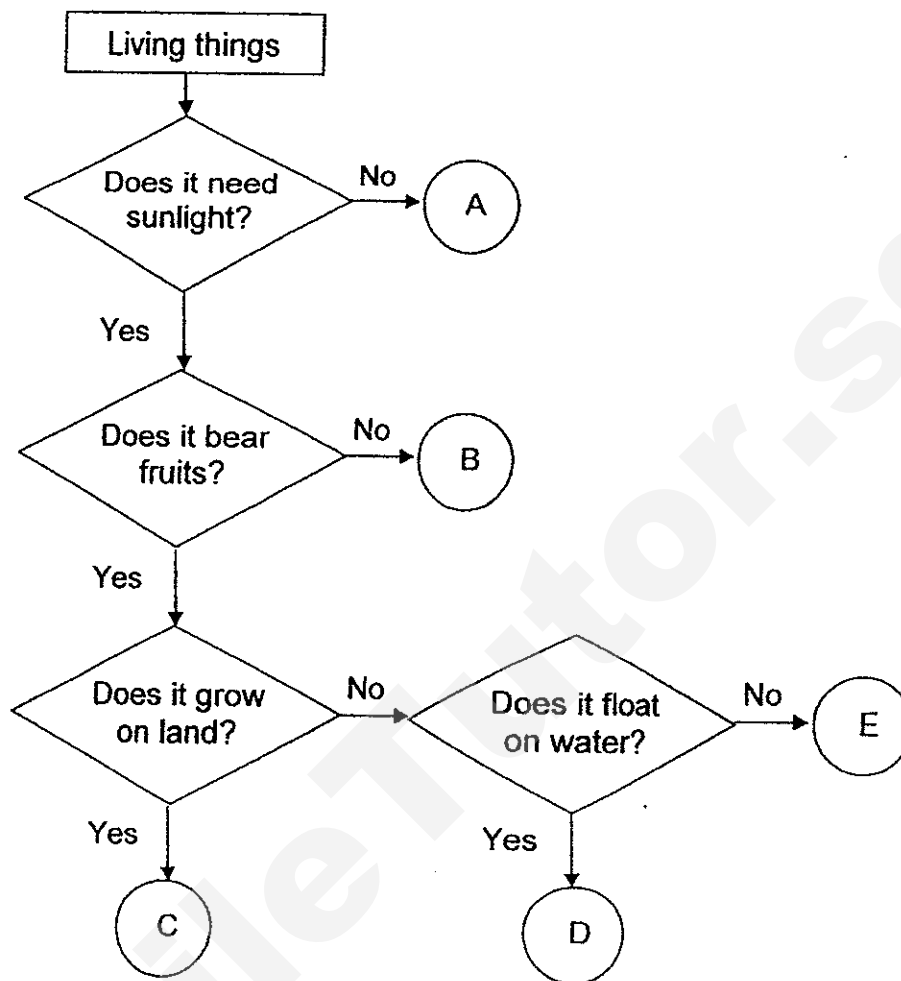 Living things
Does it need
sunlight?
No
A
Yes
Does it bear
fruits?
No
B
Yes
Does it grow
on land?
No
Does it float
on water?
No
E
Yes
C
Yes
D